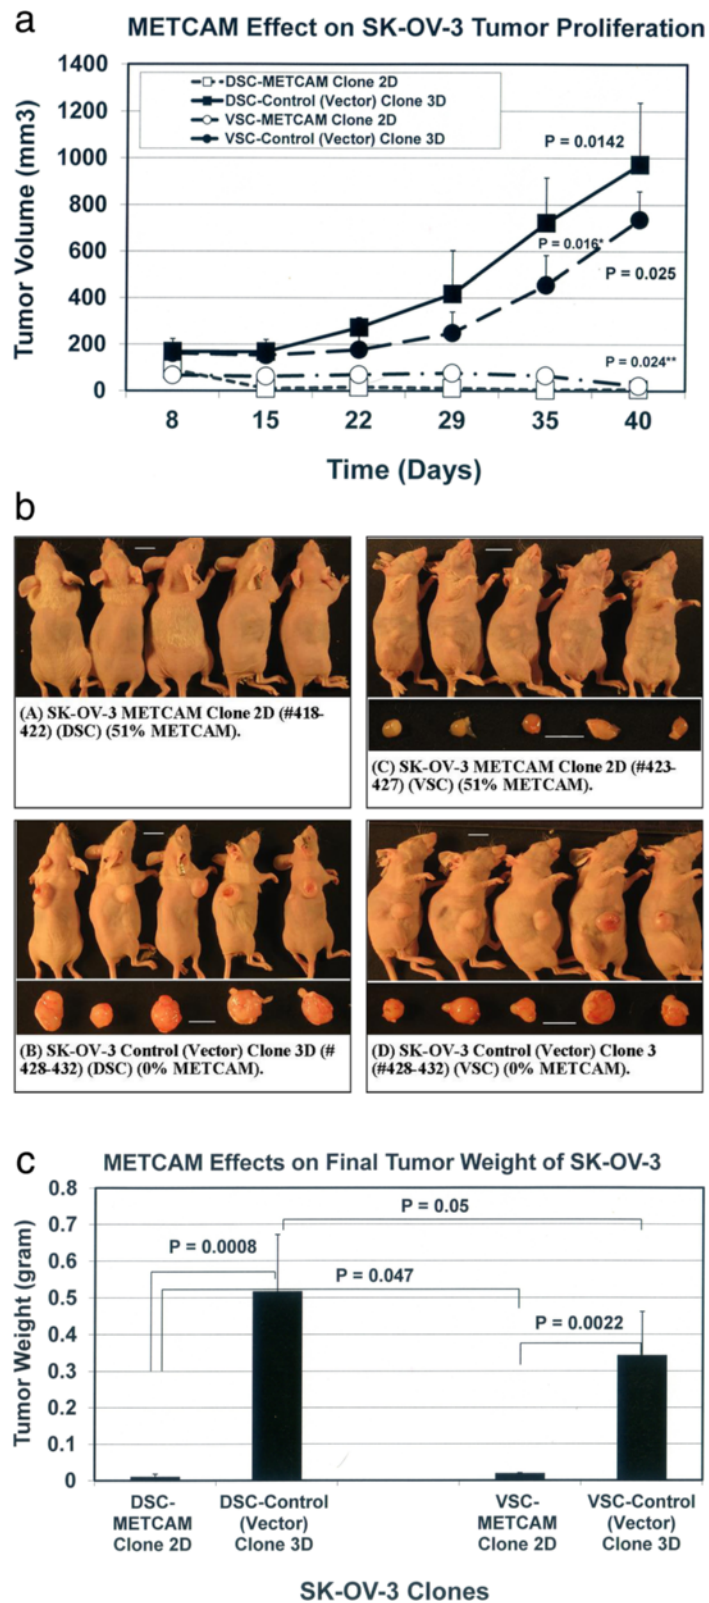 a
METCAM Effect on SK-OV-3 Tumor Proliferation
1400
1200
1000
800
600
400
200
0
Tumor Volume (mm3)
DSC-METCAM Clone 2D
DSC-Control (Vector) Clone 3D
VSC-METCAM Clone 2D
VSC-Control (Vector) Clone 3D
P = 0.0142
P = 0.016*
P = 0.025
P = 0.024**
8 15 22 29 35 40
Time (Days)
b
(A) SK-OV-3 METCAM Clone 2D (#418-
422) (DSC) (51% METCAM).
(C) SK-OV-3 METCAM Clone 2D (#423-
427) (VSC) (51% METCAM).
(B) SK-OV-3 Control (Vector) Clone 3D (#
428-432) (DSC) (0% METCAM).
(D) SK-OV-3 Control (Vector) Clone 3
(#428-432) (VSC) (0% METCAM).
c
METCAM Effects on Final Tumor Weight of SK-OV-3
0.8
0.7
0.6
0.5
0.4
0.3
0.2
0.1
0
Tumor Weight (gram)
P = 0.05
P = 0.0008
P = 0.047
P = 0.0022
DSC-
METCAM
Clone 2D
DSC-Control
(Vector)
Clone 3D
VSC-
METCAM
Clone 2D
VSC-Control
(Vector)
Clone 3D
SK-OV-3 Clones